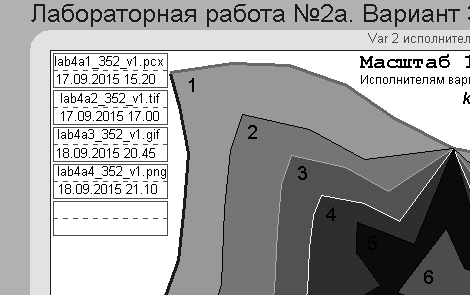 Лабораторная работа №2а. Вариант
Var 2 исполнител
lab4a1_352_v1.pcx
17.09.2015 15.20
lab4a2_352_v1.tif
17.09.2015 17.00
lab4a3_352_v1.gif
18.09.2015 20.45
lab4a4_352_v1.png
18.09.2015 21.10
Масштаб 1
Исполнителям вари
k
1
2
3
4
5
6